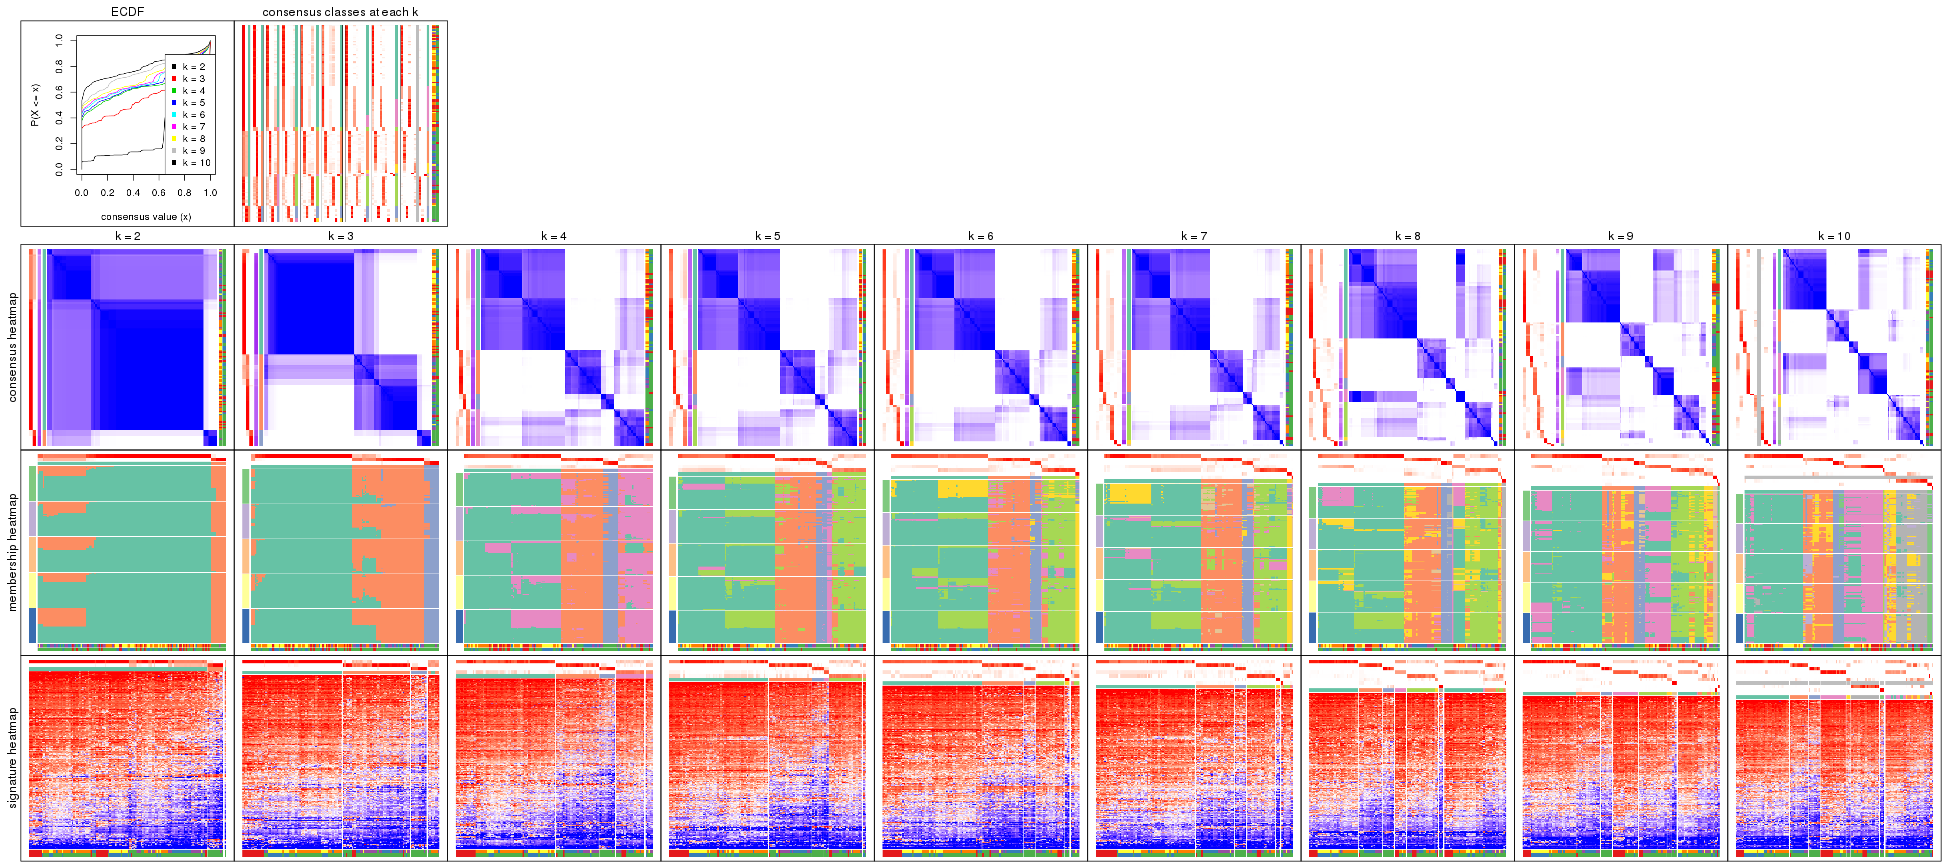 ECDF
consensus classes at each k
P(X <= x)
0.0 0.2 0.4 0.6 0.8 1.0
k = 2
k = 3
k = 4
k = 5
k = 6
k = 7
k = 8
k = 9
k = 10
0.0 0.2 0.4 0.6 0.8 1.0
consensus value (x)
k = 2 k = 3 k = 4 k = 5 k = 6 k = 7 k = 8 k = 9 k = 10
consensus heatmap
membership heatmap
signature heatmap